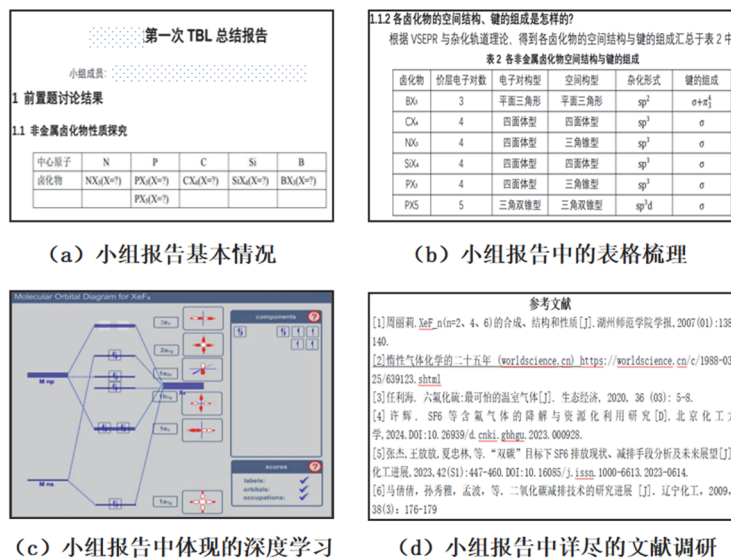 第一次 TBL 总结报告
小组成员:
1 前置题讨论结果
1.1 非金属卤化物性质探究
中心原子 N P C Si B
卤化物 NX₃(X=?) PX₃(X=?) CX₄(X=?) SiX₄(X=?) BX₃(X=?)
PX₅(X=?)
（a）小组报告基本情况
1.1.2 各卤化物的空间结构、键的组成是怎样的?
根据 VSEPR 与杂化轨道理论, 得到各卤化物的空间结构与键的组成汇总于表 2 中
表 2 各非金属卤化物空间结构与键的组成
卤化物 价层电子对数 电子对构型 空间构型 杂化形式 键的组成
BX₃ 3 平面三角形 平面三角形 sp² σ+π₃⁴
CX₄ 4 四面体型 四面体型 sp³ σ
NX₃ 4 四面体型 三角锥型 sp³ σ
SiX₄ 4 四面体型 四面体型 sp³ σ
PX₃ 4 四面体型 三角锥型 sp³ σ
PX5 5 三角双锥型 三角双锥型 sp³d σ
（b）小组报告中的表格梳理
Molecular Orbital Diagram for XeF₄
components
M np
M ns
scores
labels:
orbitals:
occupations:
（c）小组报告中体现的深度学习
参考文献
[1]周丽莉.XeF_n(n=2、4、6)的合成、结构和性质[J].湖州师范学院学报,2007(01):138
140.
[2]惰性气体化学的二十五年 (worldscience.cn) https://worldscience.cn/c/1988-03
25/639123.shtml
[3]任利海. 六氟化硫:最可怕的温室气体[J]. 生态经济, 2020, 36 (03): 5-8.
[4] 许辉. SF6 等含氟气体的降解与资源化利用研究[D]. 北京化工大
学,2024.DOI:10.26939/d.cnki.gbhgu.2023.000928.
[5]张杰,王放放,夏忠林,等."双碳"目标下 SF6 排放现状、减排手段分析及未来展望[J]
化工进展,2023,42(S1):447-460.DOI:10.16085/j.issn.1000-6613.2023-0614.
[6]马倩倩, 孙秀雅, 孟波, 等. 二氧化碳减排技术的研究进展 [J]. 辽宁化工, 2009,
38(3): 176-179
（d）小组报告中详尽的文献调研